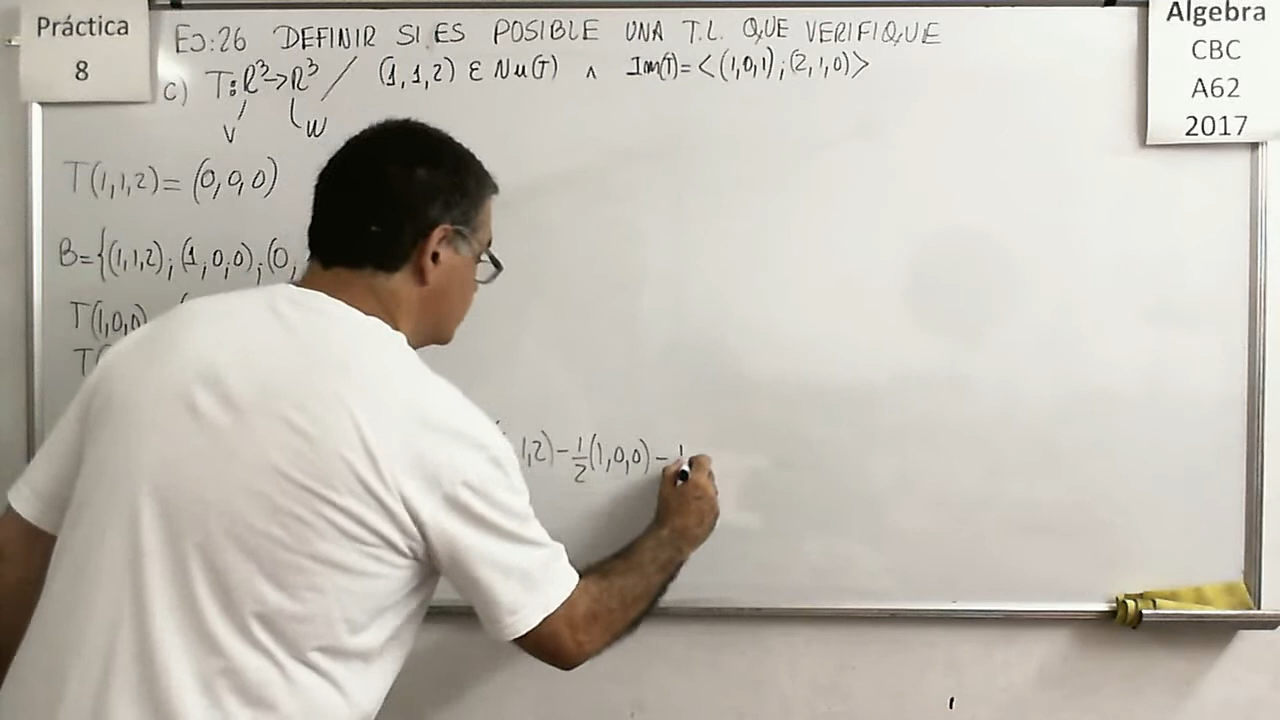 Práctica
8
EJ:26 DEFINIR SI ES POSIBLE UNA T.L. QUE VERIFIQUE
c) T:R³→R³ / (1,1,2) ∈ Nu(T) ∧ Im(T)=<(1,0,1);(2,1,0)>
V W
T(1,1,2)=(0,0,0)
B={(1,1,2);(1,0,0);(0,
T(1,0,0)
T(
1,2)-1/2(1,0,0)-
Algebra
CBC
A62
2017